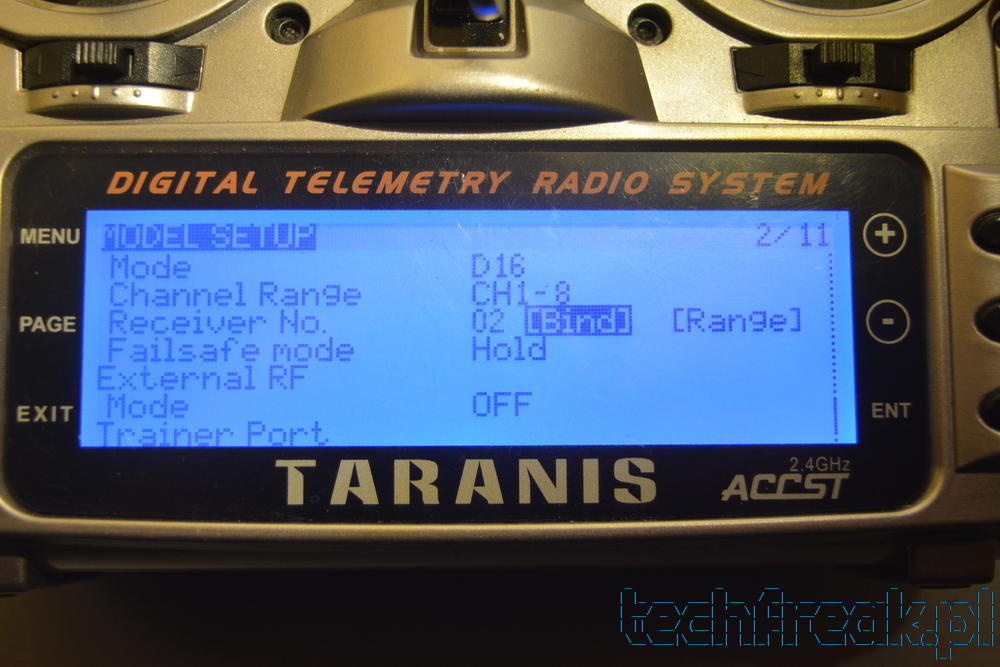 DIGITAL TELEMETRY RADIO SYSTEM
MENU
PAGE
EXIT
MODEL SETUP 2/11
Mode D16
Channel Range CH1-8
Receiver No. 02 [Bind] [Range]
Failsafe mode Hold
External RF
Mode OFF
Trainer Port
+
-
ENT
TARANIS
2.4GHz
ACCST
techfreak.pl